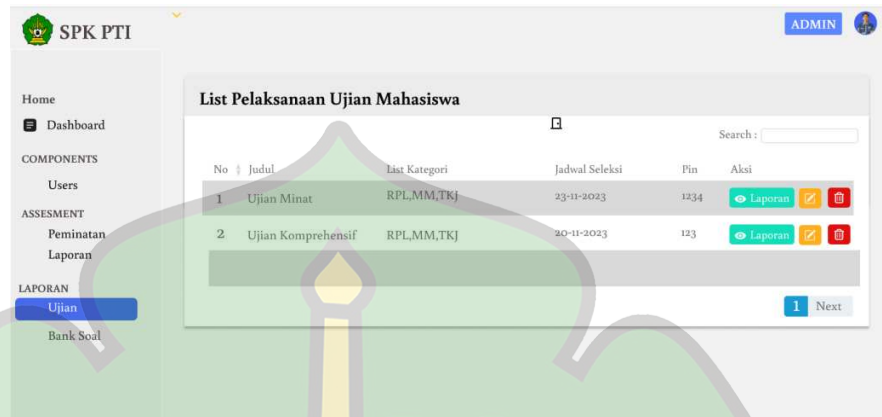 SPK PTI
ADMIN
Home
Dashboard
COMPONENTS
Users
ASSESMENT
Peminatan
Laporan
LAPORAN
Ujian
Bank Soal
List Pelaksanaan Ujian Mahasiswa
Search :
No Judul List Kategori Jadwal Seleksi Pin Aksi
1 Ujian Minat RPL,MM,TKJ 23-11-2023 1234 Laporan
2 Ujian Komprehensif RPL,MM,TKJ 20-11-2023 123 Laporan
1 Next